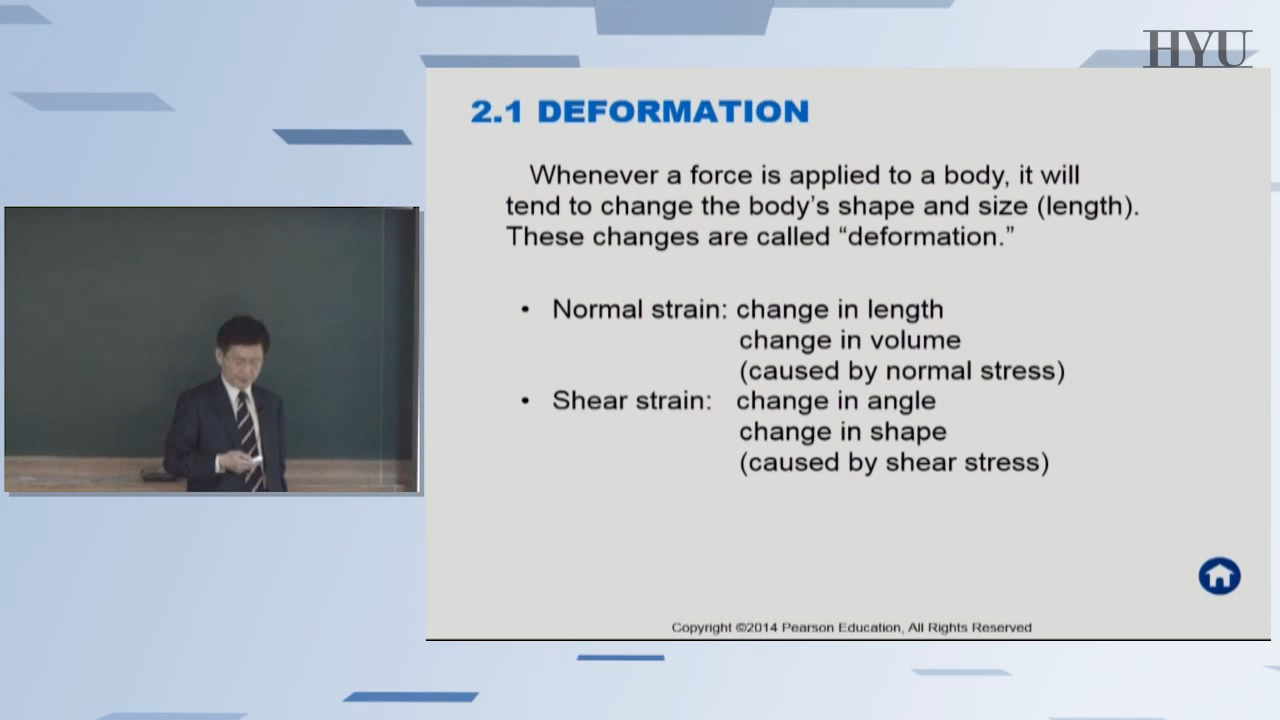 HYU
2.1 DEFORMATION
Whenever a force is applied to a body, it will
tend to change the body’s shape and size (length).
These changes are called “deformation.”
• Normal strain: change in length
change in volume
(caused by normal stress)
• Shear strain: change in angle
change in shape
(caused by shear stress)
Copyright ©2014 Pearson Education, All Rights Reserved